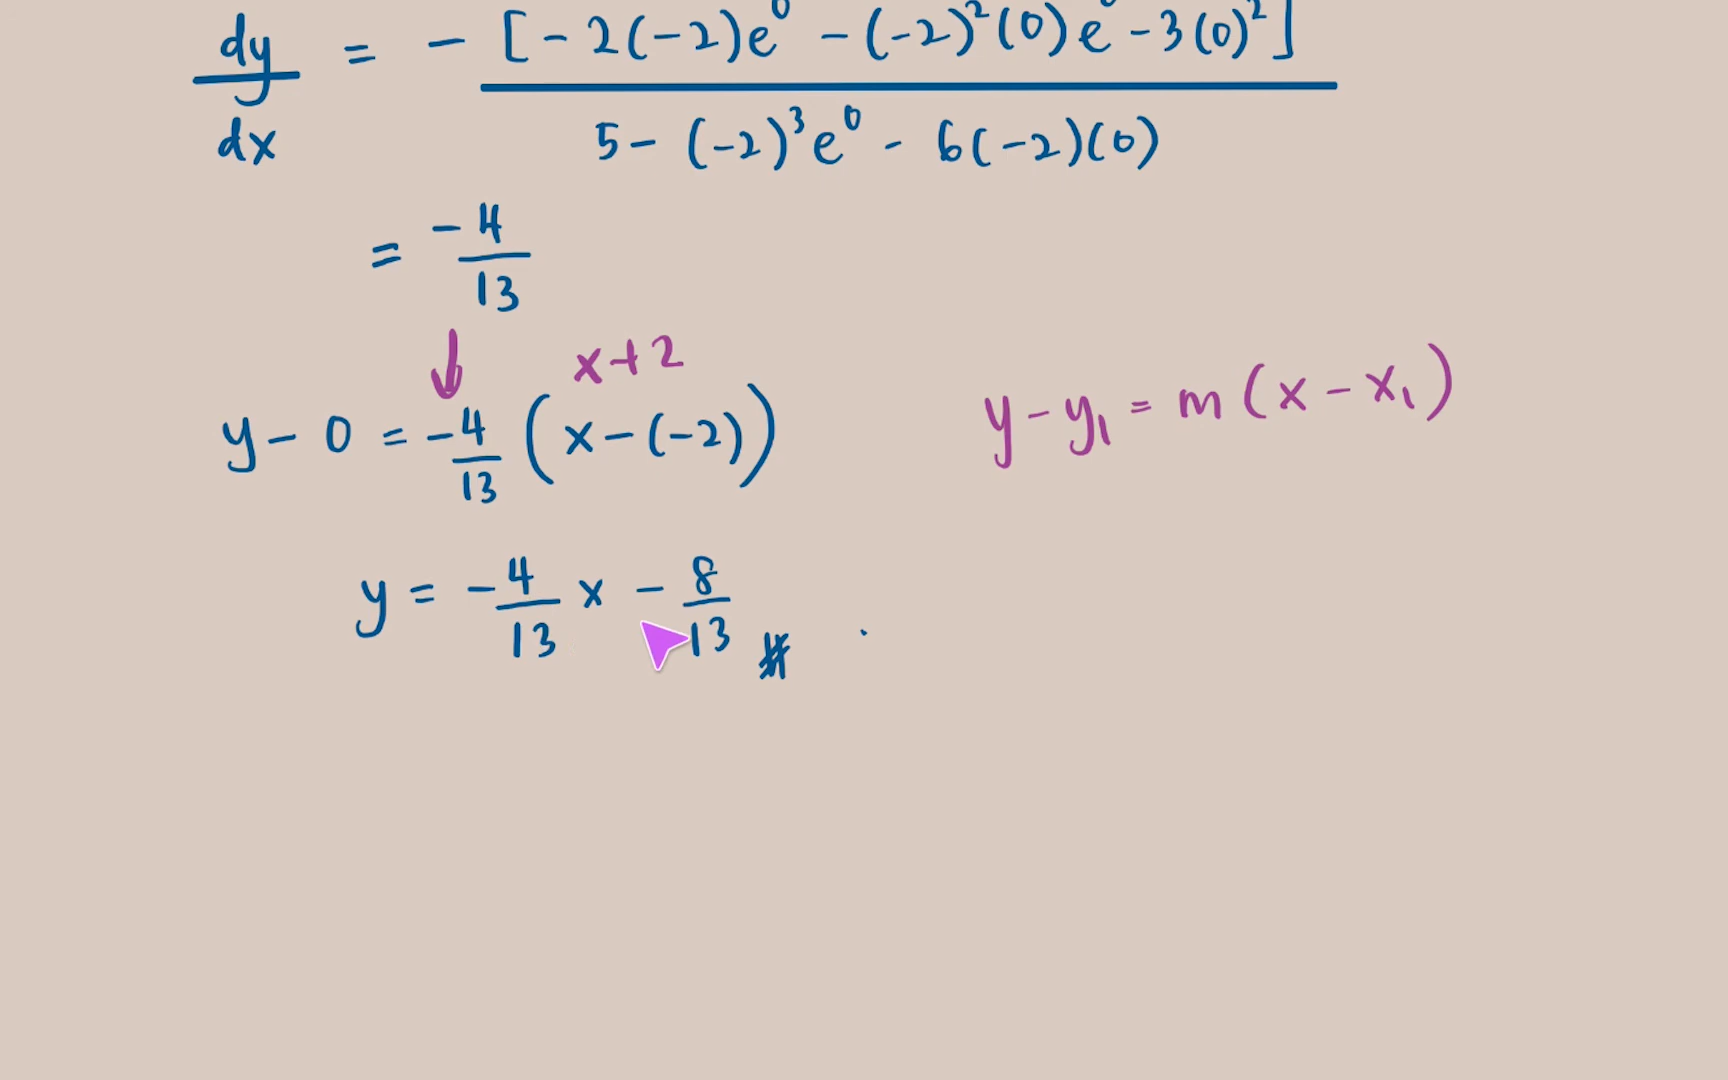 dy/dx = - [-2(-2)e⁰ - (-2)²(0)e⁰ - 3(0)²] / 5 - (-2)³e⁰ - 6(-2)(0)
= -4/13
x+2
y - 0 = -4/13 (x - (-2))
y - y₁ = m(x - x₁)
y = -4/13 x - 8/13 #